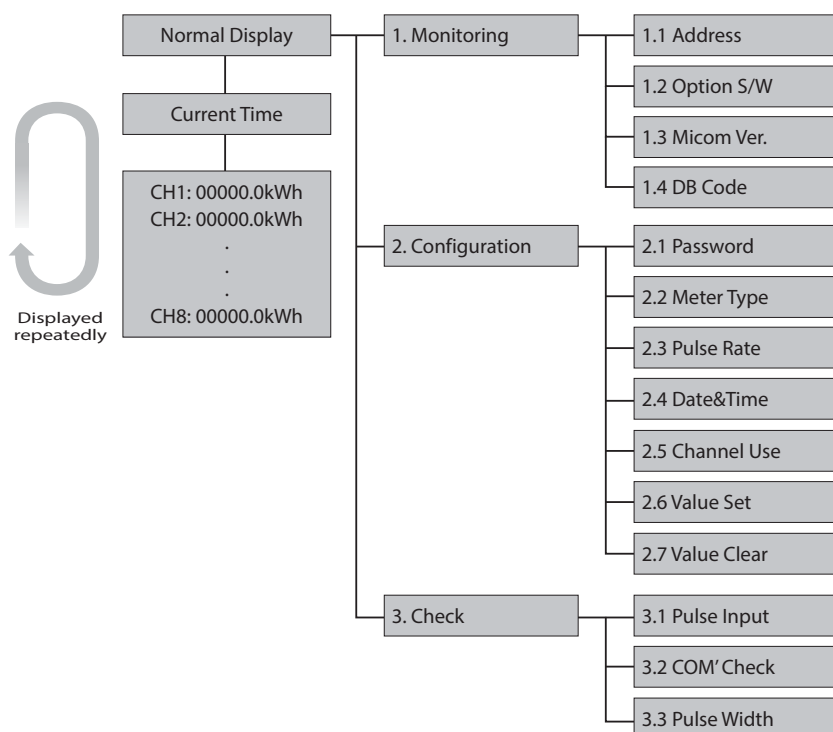 Normal Display
Current Time
CH1: 00000.0kWh
CH2: 00000.0kWh
.
.
.
CH8: 00000.0kWh
Displayed
repeatedly
1. Monitoring
1.1 Address
1.2 Option S/W
1.3 Micom Ver.
1.4 DB Code
2. Configuration
2.1 Password
2.2 Meter Type
2.3 Pulse Rate
2.4 Date&Time
2.5 Channel Use
2.6 Value Set
2.7 Value Clear
3. Check
3.1 Pulse Input
3.2 COM’ Check
3.3 Pulse Width